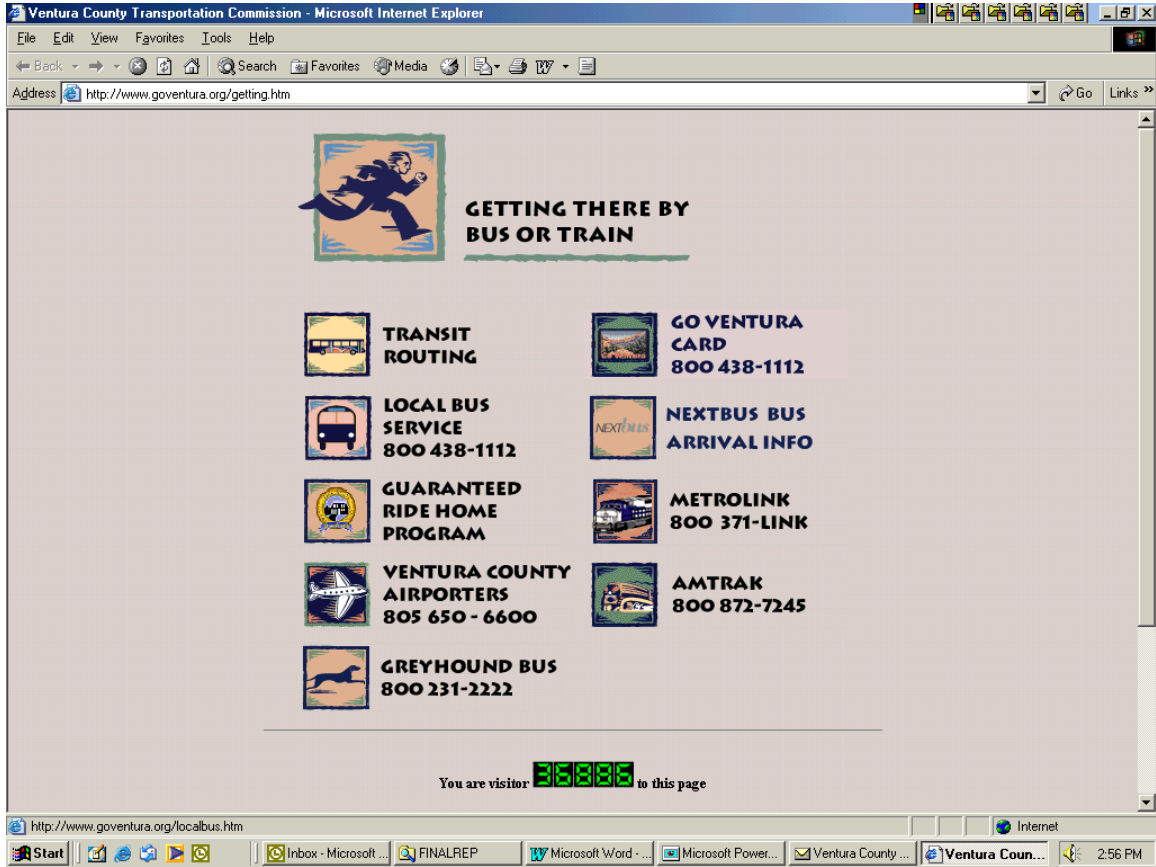 Ventura County Transportation Commission - Microsoft Internet Explorer
File Edit View Favorites Tools Help
Back Search Favorites Media
Address http://www.goventura.org/getting.htm Go Links »
GETTING THERE BY
BUS OR TRAIN
TRANSIT
ROUTING
GO VENTURA
CARD
800 438-1112
LOCAL BUS
SERVICE
800 438-1112
NEXTbus
NEXTBUS BUS
ARRIVAL INFO
GUARANTEED
RIDE HOME
PROGRAM
METROLINK
800 371-LINK
VENTURA COUNTY
AIRPORTERS
805 650 - 6600
AMTRAK
800 872-7245
GREYHOUND BUS
800 231-2222
You are visitor 36886 to this page
http://www.goventura.org/localbus.htm Internet
Start Inbox - Microsoft ... FINALREP Microsoft Word - ... Microsoft Power... Ventura County ... Ventura Coun... 2:56 PM